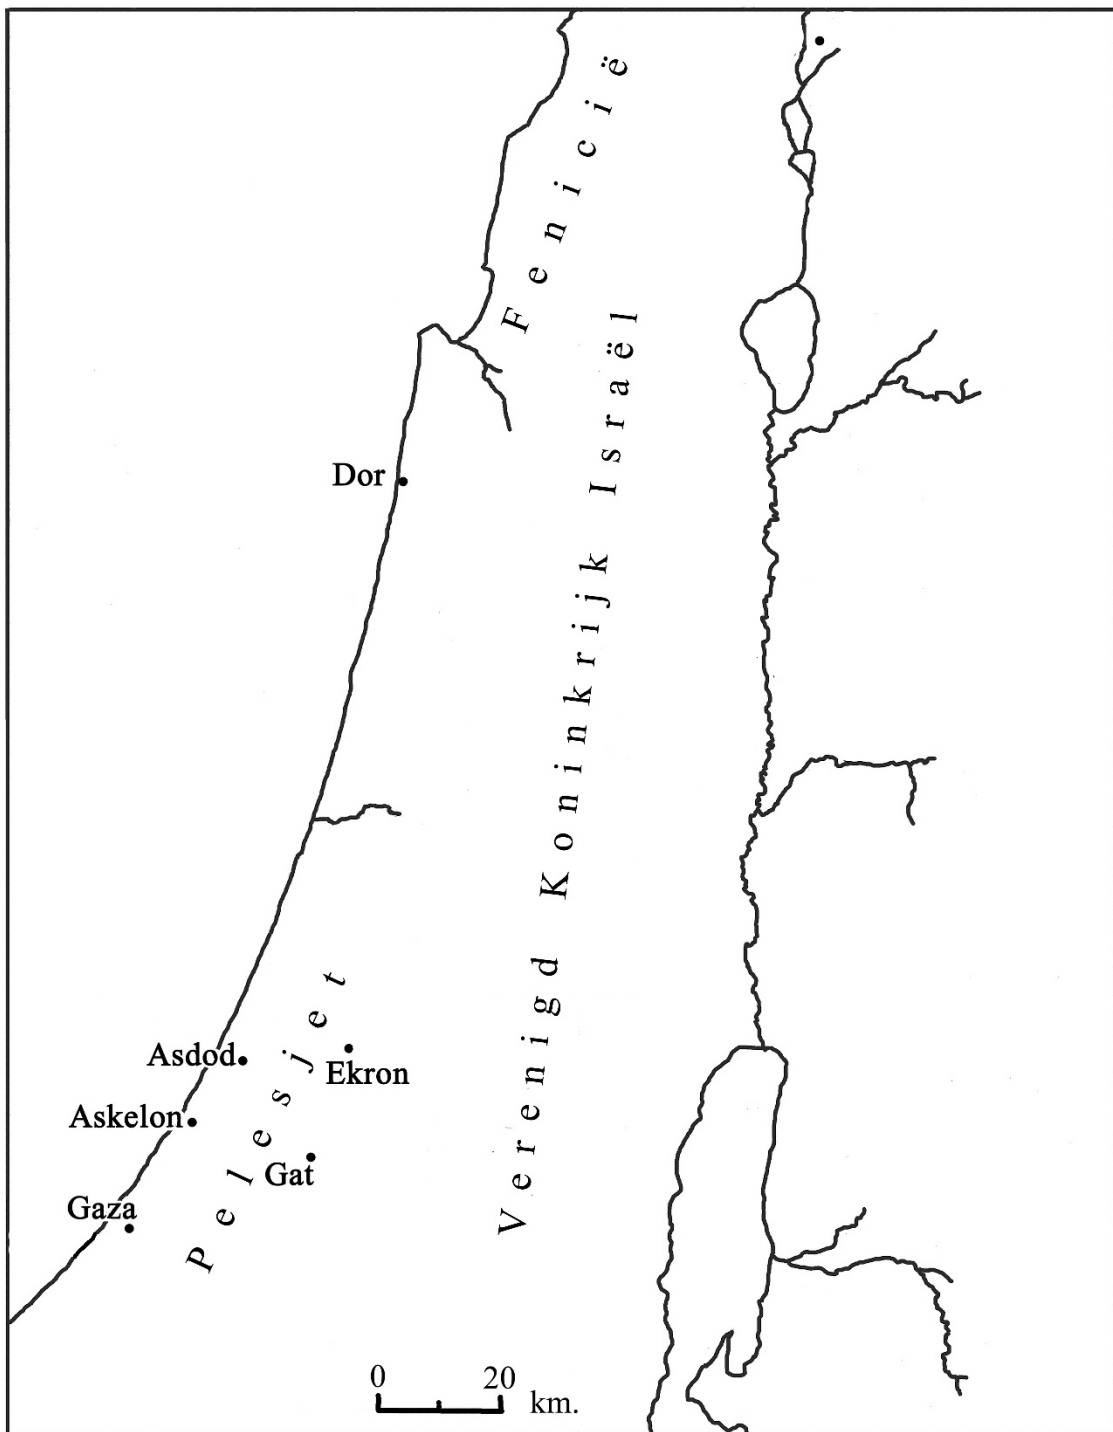 Fenicië
Verenigd Koninkrijk Israël
Dor
Pelesjet
Asdod
Ekron
Askelon
Gat
Gaza
0 20
km.